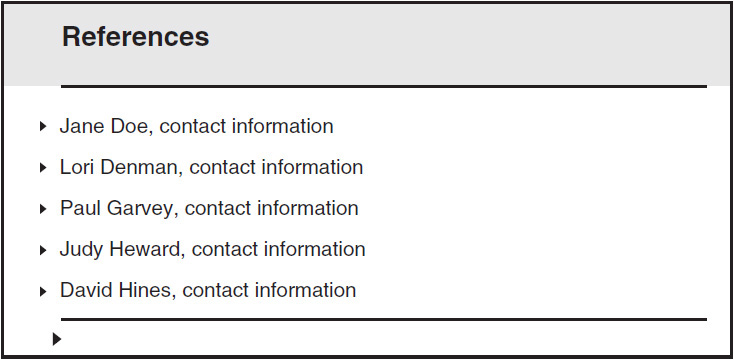 References
Jane Doe, contact information
Lori Denman, contact information
Paul Garvey, contact information
Judy Heward, contact information
David Hines, contact information